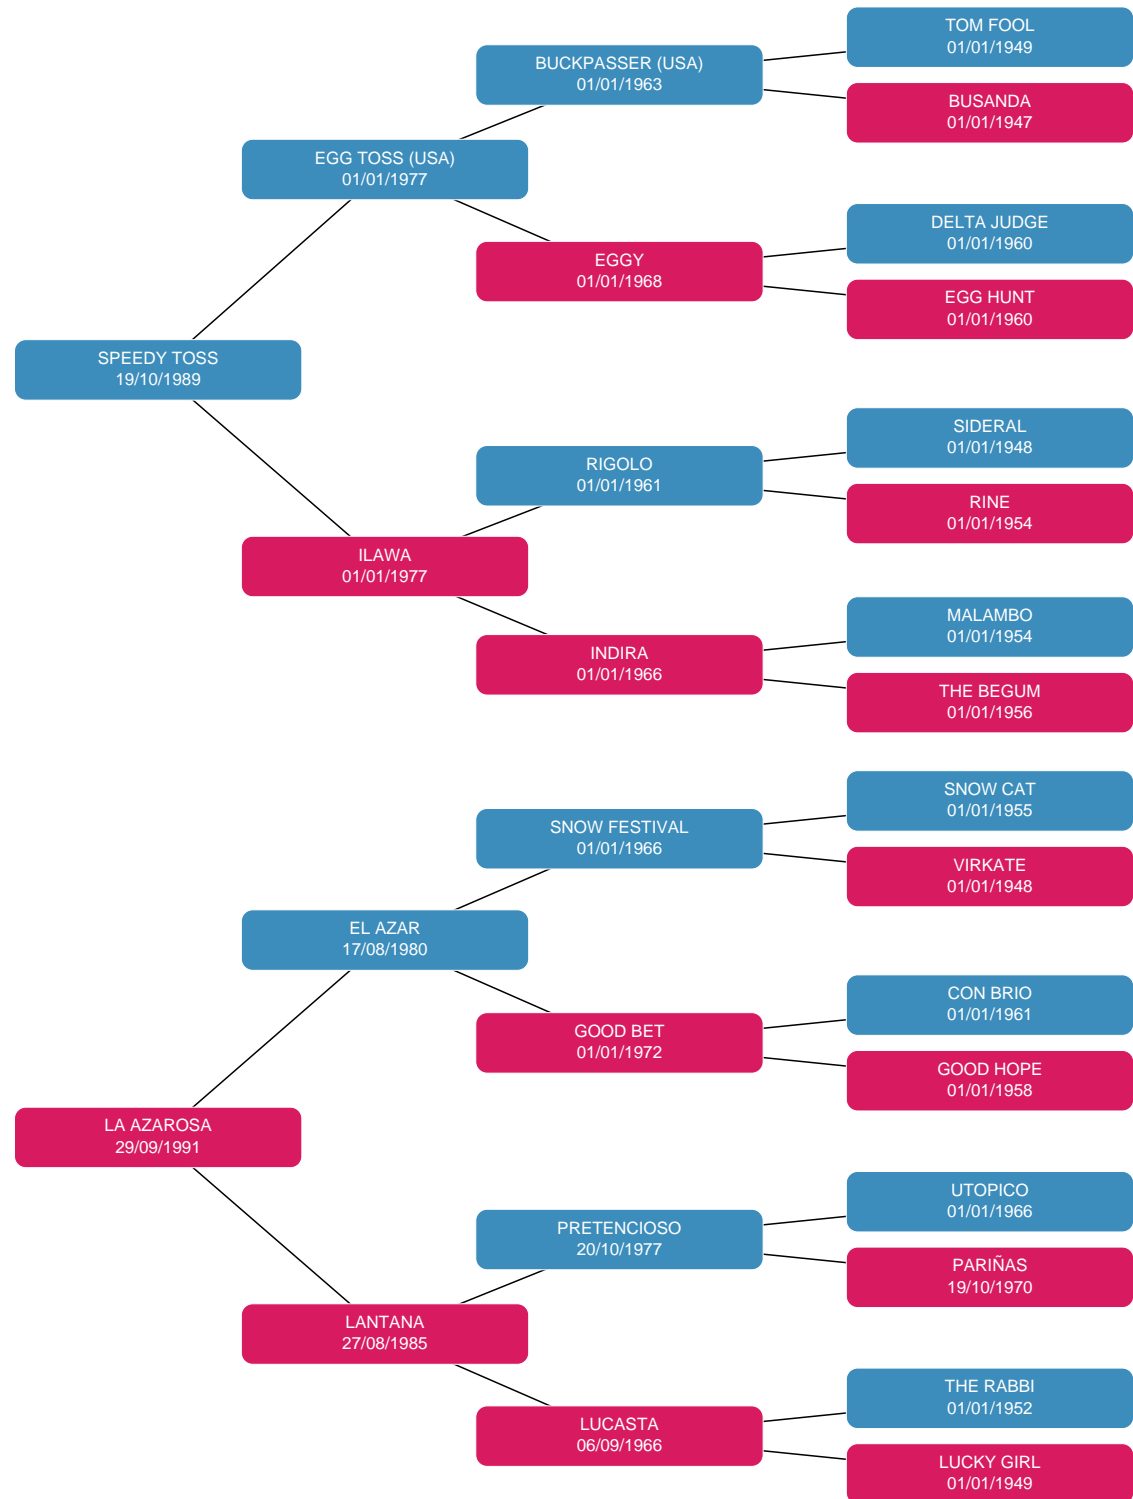 TOM FOOL
01/01/1949
BUCKPASSER (USA)
01/01/1963
BUSANDA
01/01/1947
EGG TOSS (USA)
01/01/1977
DELTA JUDGE
01/01/1960
EGGY
01/01/1968
EGG HUNT
01/01/1960
SPEEDY TOSS
19/10/1989
SIDERAL
01/01/1948
RIGOLO
01/01/1961
RINE
01/01/1954
ILAWA
01/01/1977
MALAMBO
01/01/1954
INDIRA
01/01/1966
THE BEGUM
01/01/1956
SNOW CAT
01/01/1955
SNOW FESTIVAL
01/01/1966
VIRKATE
01/01/1948
EL AZAR
17/08/1980
CON BRIO
01/01/1961
GOOD BET
01/01/1972
GOOD HOPE
01/01/1958
LA AZAROSA
29/09/1991
UTOPICO
01/01/1966
PRETENCIOSO
20/10/1977
PARIÑAS
19/10/1970
LANTANA
27/08/1985
THE RABBI
01/01/1952
LUCASTA
06/09/1966
LUCKY GIRL
01/01/1949